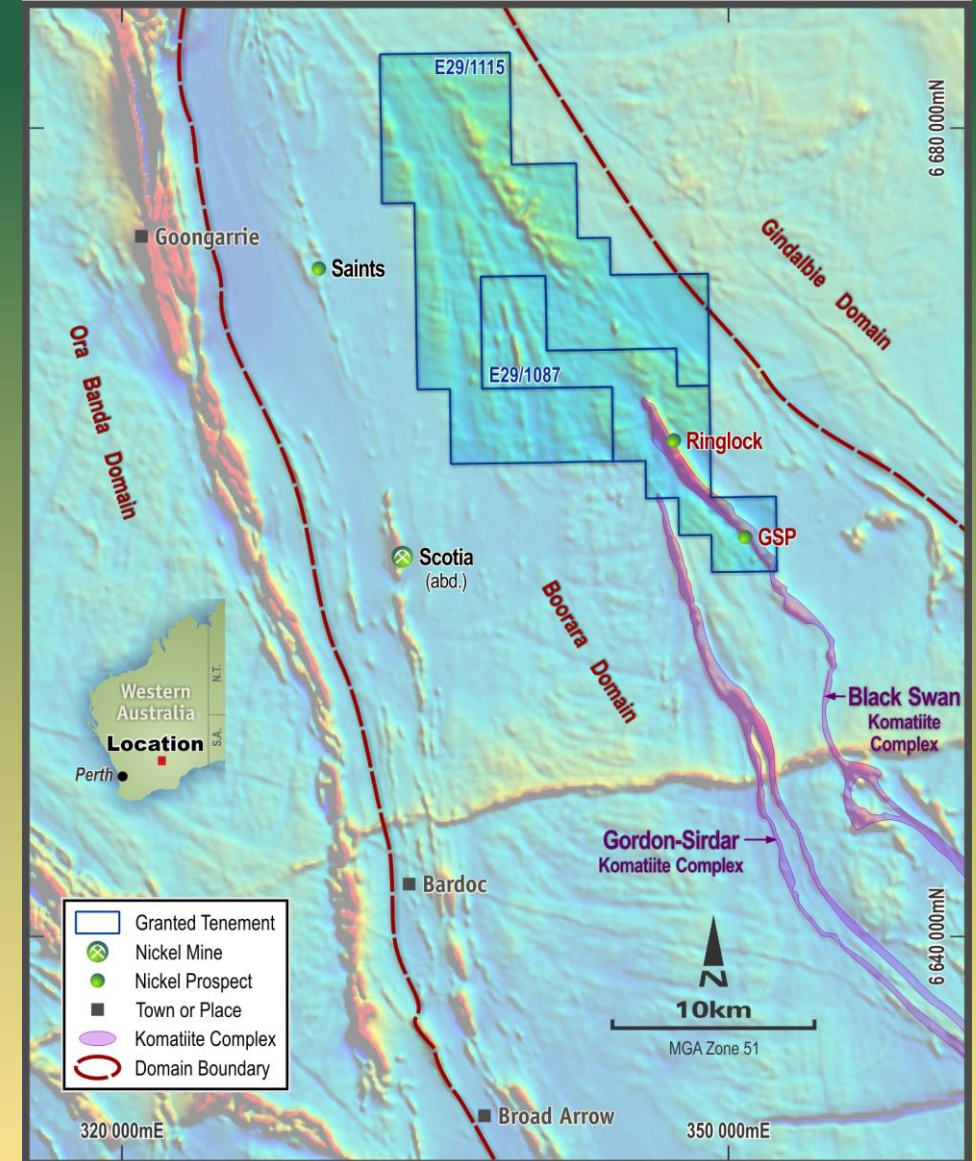 E29/1115
6 680 000mN
Goongarrie
Saints
Gindalbie Domain
Ora Banda Domain
E29/1087
Ringlock
GSP
Scotia
(abd.)
Boorara Domain
Western
Australia
N.T.
S.A.
Location
Perth
Black Swan
Komatiite
Complex
Gordon-Sirdar
Komatiite Complex
Bardoc
Granted Tenement
Nickel Mine
Nickel Prospect
Town or Place
Komatiite Complex
Domain Boundary
N
10km
MGA Zone 51
6 640 000mN
Broad Arrow
320 000mE
350 000mE